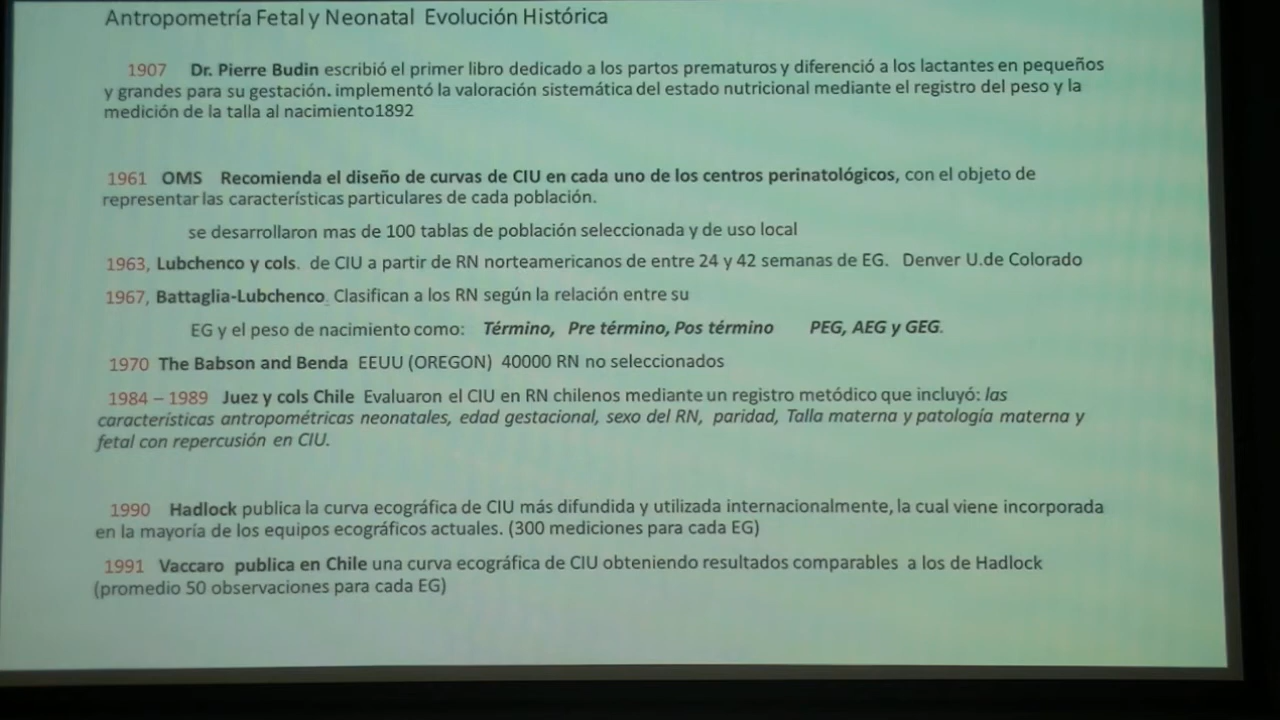 Antropometría Fetal y Neonatal Evolución Histórica
1907 Dr. Pierre Budin escribió el primer libro dedicado a los partos prematuros y diferenció a los lactantes en pequeños
y grandes para su gestación. implementó la valoración sistemática del estado nutricional mediante el registro del peso y la
medición de la talla al nacimiento1892
1961 OMS Recomienda el diseño de curvas de CIU en cada uno de los centros perinatológicos, con el objeto de
representar las características particulares de cada población.
se desarrollaron mas de 100 tablas de población seleccionada y de uso local
1963, Lubchenco y cols. de CIU a partir de RN norteamericanos de entre 24 y 42 semanas de EG. Denver U.de Colorado
1967, Battaglia-Lubchenco. Clasifican a los RN según la relación entre su
EG y el peso de nacimiento como: Término, Pre término, Pos término PEG, AEG y GEG.
1970 The Babson and Benda EEUU (OREGON) 40000 RN no seleccionados
1984 – 1989 Juez y cols Chile Evaluaron el CIU en RN chilenos mediante un registro metódico que incluyó: las
características antropométricas neonatales, edad gestacional, sexo del RN, paridad, Talla materna y patología materna y
fetal con repercusión en CIU.
1990 Hadlock publica la curva ecográfica de CIU más difundida y utilizada internacionalmente, la cual viene incorporada
en la mayoría de los equipos ecográficos actuales. (300 mediciones para cada EG)
1991 Vaccaro publica en Chile una curva ecográfica de CIU obteniendo resultados comparables a los de Hadlock
(promedio 50 observaciones para cada EG)